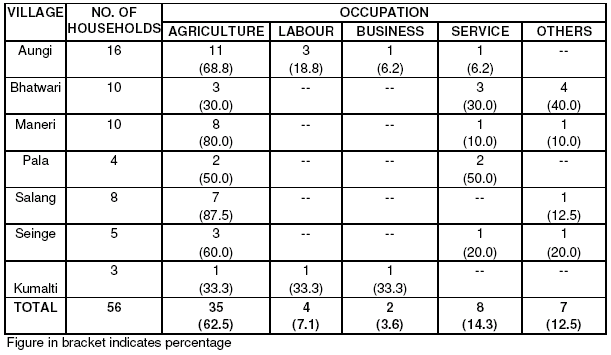 VILLAGE NO. OF HOUSEHOLDS OCCUPATION
AGRICULTURE LABOUR BUSINESS SERVICE OTHERS
Aungi 16 11 3 1 1 --
(68.8) (18.8) (6.2) (6.2)
Bhatwari 10 3 -- -- 3 4
(30.0) (30.0) (40.0)
Maneri 10 8 -- -- 1 1
(80.0) (10.0) (10.0)
Pala 4 2 -- -- 2 --
(50.0) (50.0)
Salang 8 7 -- -- -- 1
(87.5) (12.5)
Seinge 5 3 -- -- 1 1
(60.0) (20.0) (20.0)
3 1 1 1 -- --
Kumalti (33.3) (33.3) (33.3)
TOTAL 56 35 4 2 8 7
(62.5) (7.1) (3.6) (14.3) (12.5)
Figure in bracket indicates percentage